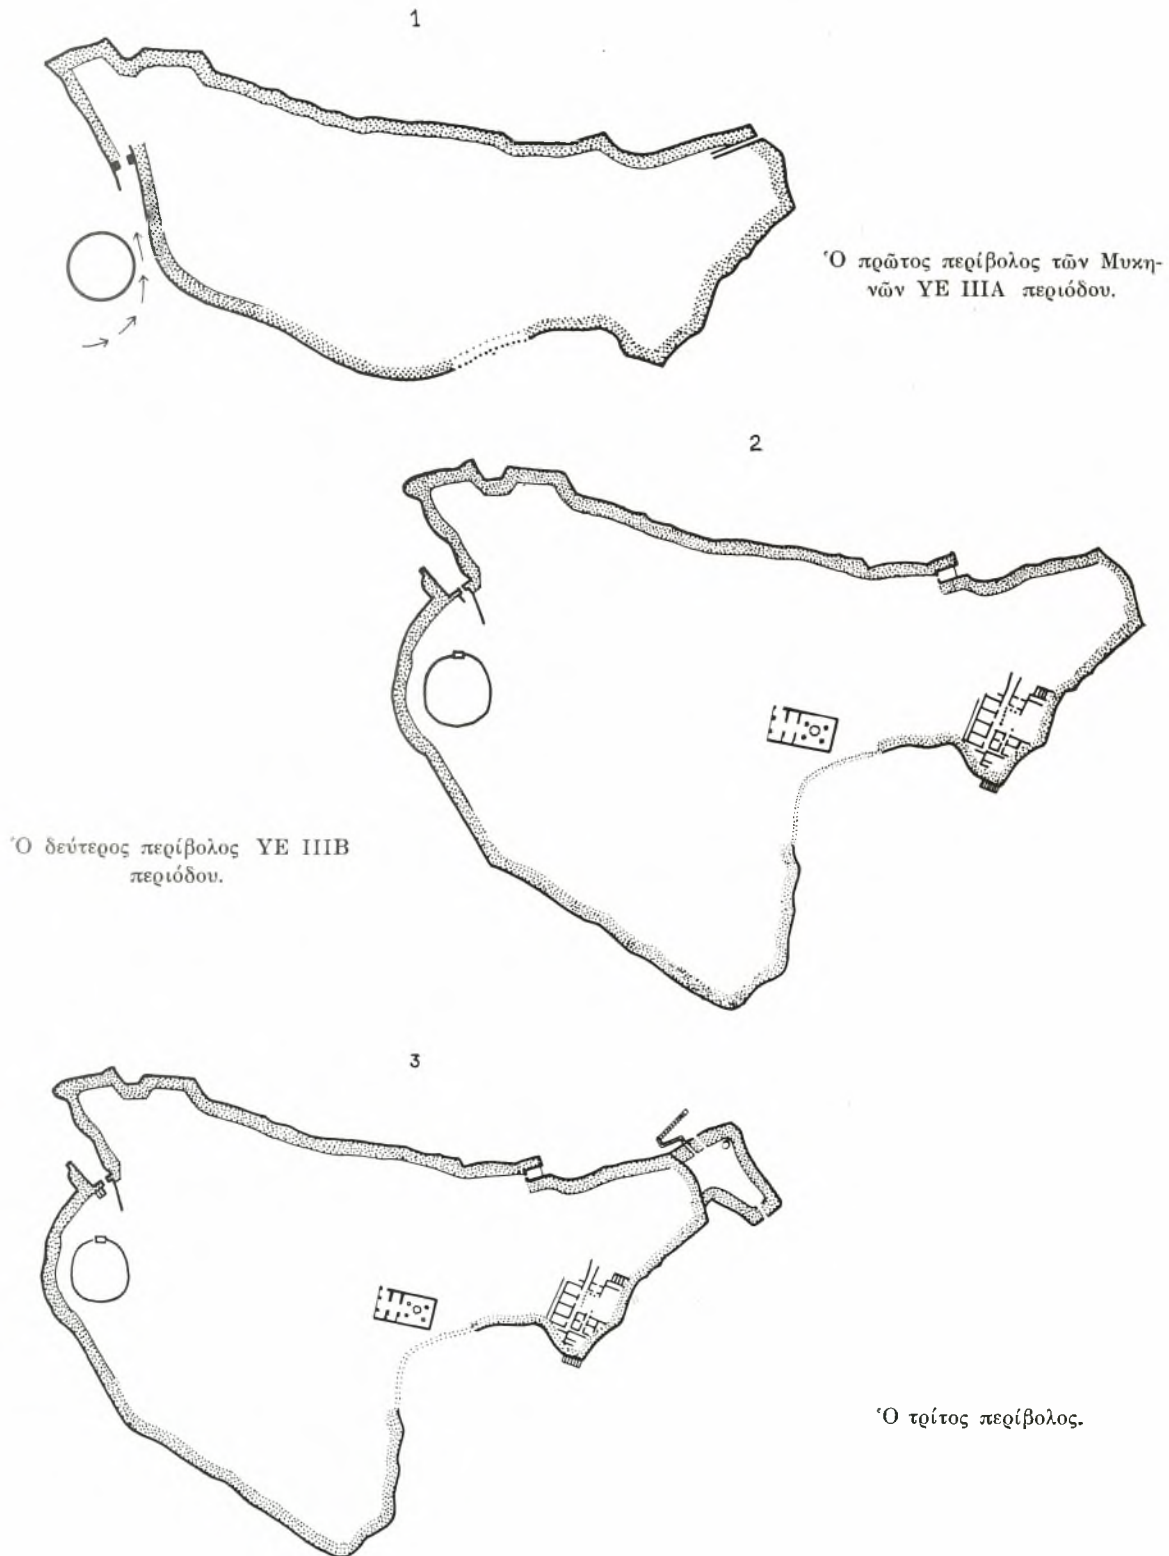 1
Ὁ πρῶτος περίβολος τῶν Μυκη-
νῶν ΥΕ ΙΙΙΑ περιόδου.
2
Ὁ δεύτερος περίβολος ΥΕ ΙΙΙΒ
περιόδου.
3
Ὁ τρίτος περίβολος.